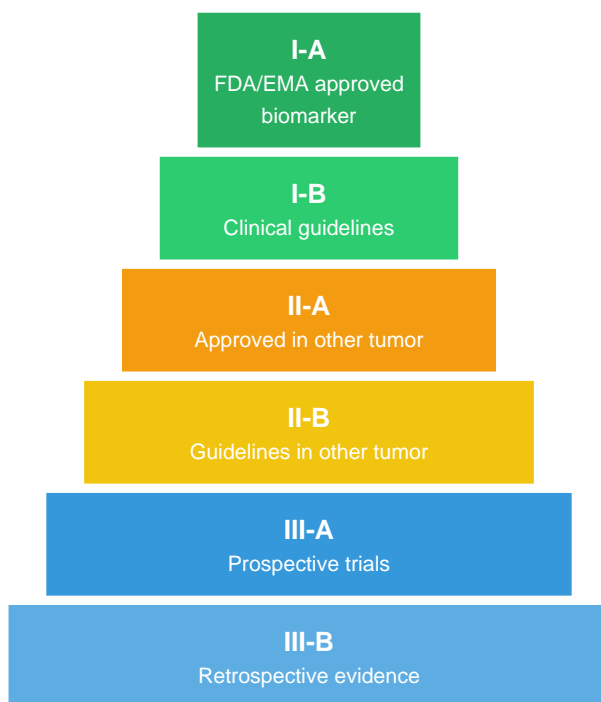 I-A
FDA/EMA approved
biomarker
I-B
Clinical guidelines
II-A
Approved in other tumor
II-B
Guidelines in other tumor
III-A
Prospective trials
III-B
Retrospective evidence